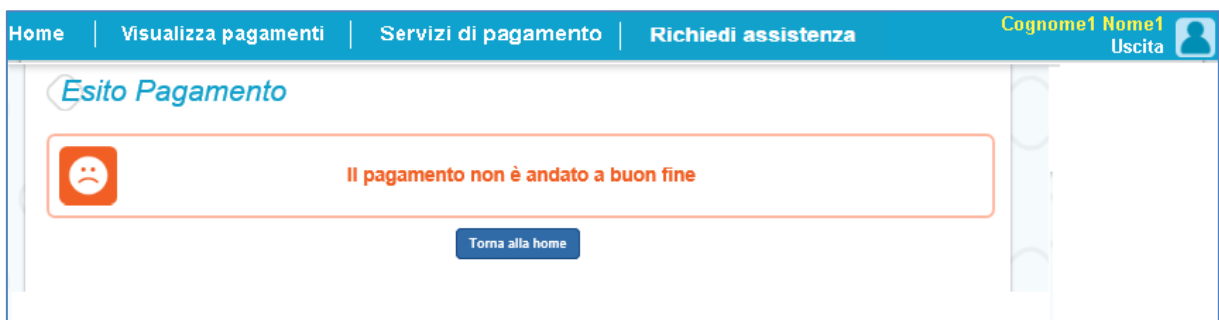 Home Visualizza pagamenti Servizi di pagamento Richiedi assistenza Cognome1 Nome1
Uscita
Esito Pagamento
Il pagamento non è andato a buon fine
Torna alla home